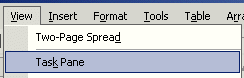 View Insert Format Tools Table
Two-Page Spread
Task Pane